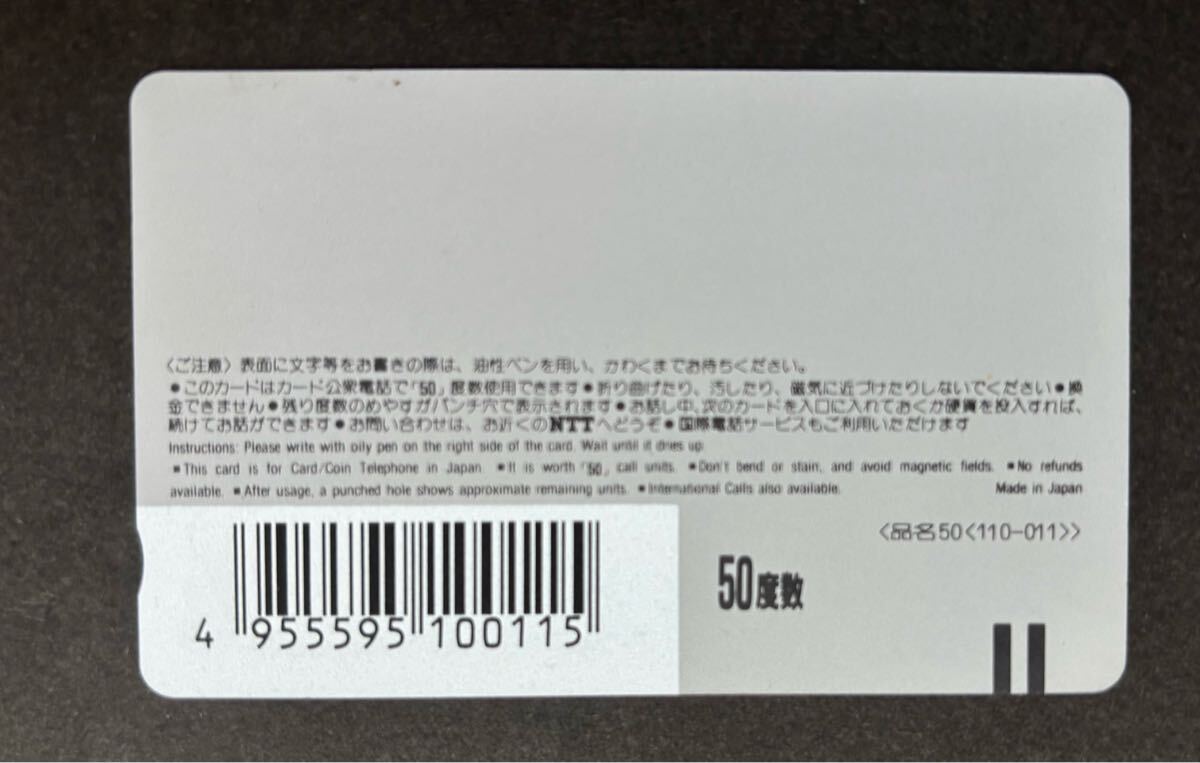 〈ご注意〉表面に文字等をお書きの際は、油性ペンを用い、かわくまでお待ちください。
●このカードはカード公衆電話で「50」度数使用できます●折り曲げたり、汚したり、磁気に近づけたりしないでください●換
金できません●残り度数のめやすがパンチ穴で表示されます●お話し中、次のカードを入口に入れておくか硬貨を投入すれば、
続けてお話ができます●お問い合わせは、お近くのNTTへどうぞ●国際電話サービスもご利用いただけます
Instructions: Please write with oily pen on the right side of the card. Wait until it dries up.
■This card is for Card/Coin Telephone in Japan ■It is worth「50」call units. ■Don't bend or stain, and avoid magnetic fields. ■No refunds
available. ■After usage, a punched hole shows approximate remaining units. ■International Calls also available. Made in Japan
〈品名50〈110-011〉〉
50度数
4 955595 100115